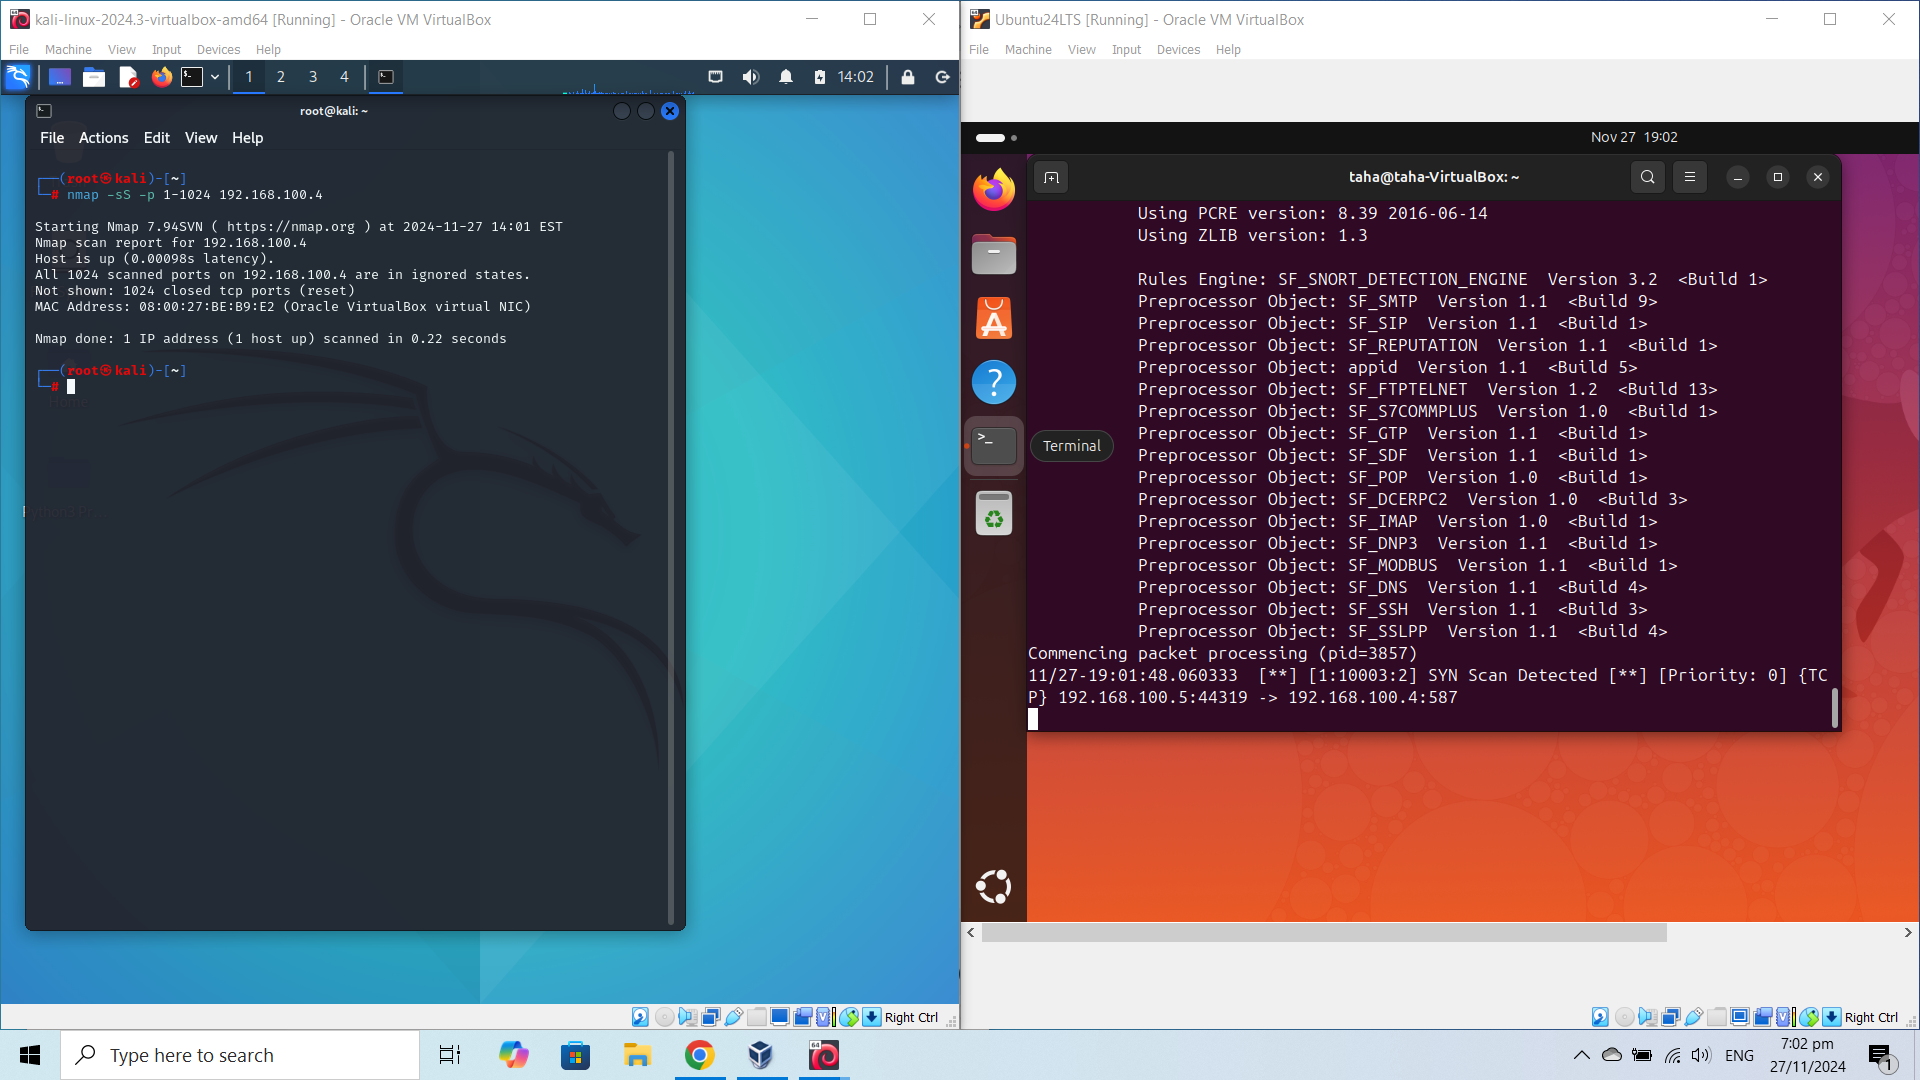 kali-linux-2024.3-virtualbox-amd64 [Running] - Oracle VM VirtualBox
File Machine View Input Devices Help
1 2 3 4 14:02
root@kali: ~
File Actions Edit View Help
┌──(root㉿kali)-[~]
└─# nmap -sS -p 1-1024 192.168.100.4
Starting Nmap 7.94SVN ( https://nmap.org ) at 2024-11-27 14:01 EST
Nmap scan report for 192.168.100.4
Host is up (0.00098s latency).
All 1024 scanned ports on 192.168.100.4 are in ignored states.
Not shown: 1024 closed tcp ports (reset)
MAC Address: 08:00:27:BE:B9:E2 (Oracle VirtualBox virtual NIC)
Nmap done: 1 IP address (1 host up) scanned in 0.22 seconds
┌──(root㉿kali)-[~]
└─#
Right Ctrl
Ubuntu24LTS [Running] - Oracle VM VirtualBox
File Machine View Input Devices Help
Nov 27 19:02
taha@taha-VirtualBox: ~
Using PCRE version: 8.39 2016-06-14
Using ZLIB version: 1.3
Rules Engine: SF_SNORT_DETECTION_ENGINE Version 3.2 <Build 1>
Preprocessor Object: SF_SMTP Version 1.1 <Build 9>
Preprocessor Object: SF_SIP Version 1.1 <Build 1>
Preprocessor Object: SF_REPUTATION Version 1.1 <Build 1>
Preprocessor Object: appid Version 1.1 <Build 5>
Preprocessor Object: SF_FTPTELNET Version 1.2 <Build 13>
Preprocessor Object: SF_S7COMMPLUS Version 1.0 <Build 1>
Preprocessor Object: SF_GTP Version 1.1 <Build 1>
Preprocessor Object: SF_SDF Version 1.1 <Build 1>
Preprocessor Object: SF_POP Version 1.0 <Build 1>
Preprocessor Object: SF_DCERPC2 Version 1.0 <Build 3>
Preprocessor Object: SF_IMAP Version 1.0 <Build 1>
Preprocessor Object: SF_DNP3 Version 1.1 <Build 1>
Preprocessor Object: SF_MODBUS Version 1.1 <Build 1>
Preprocessor Object: SF_DNS Version 1.1 <Build 4>
Preprocessor Object: SF_SSH Version 1.1 <Build 3>
Preprocessor Object: SF_SSLPP Version 1.1 <Build 4>
Commencing packet processing (pid=3857)
11/27-19:01:48.060333 [**] [1:10003:2] SYN Scan Detected [**] [Priority: 0] {TC
P} 192.168.100.5:44319 -> 192.168.100.4:587
Terminal
Right Ctrl
Type here to search
64
ENG
7:02 pm
27/11/2024
1